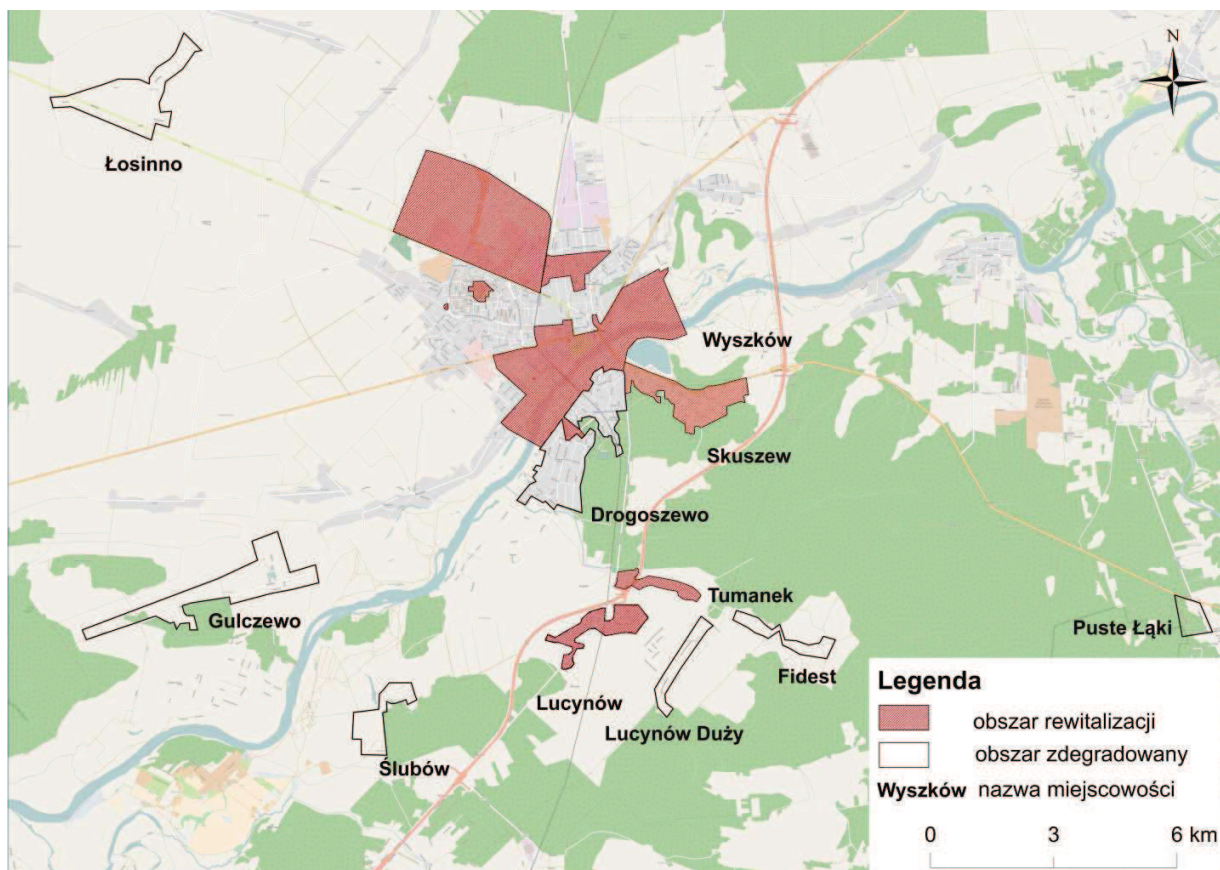 N
Łosinno
Wyszków
Skuszew
Drogoszewo
Tumanek
Gulczewo
Puste Łąki
Fidest
Lucynów
Lucynów Duży
Ślubów
Legenda
obszar rewitalizacji
obszar zdegradowany
Wyszków nazwa miejscowości
0 3 6 km